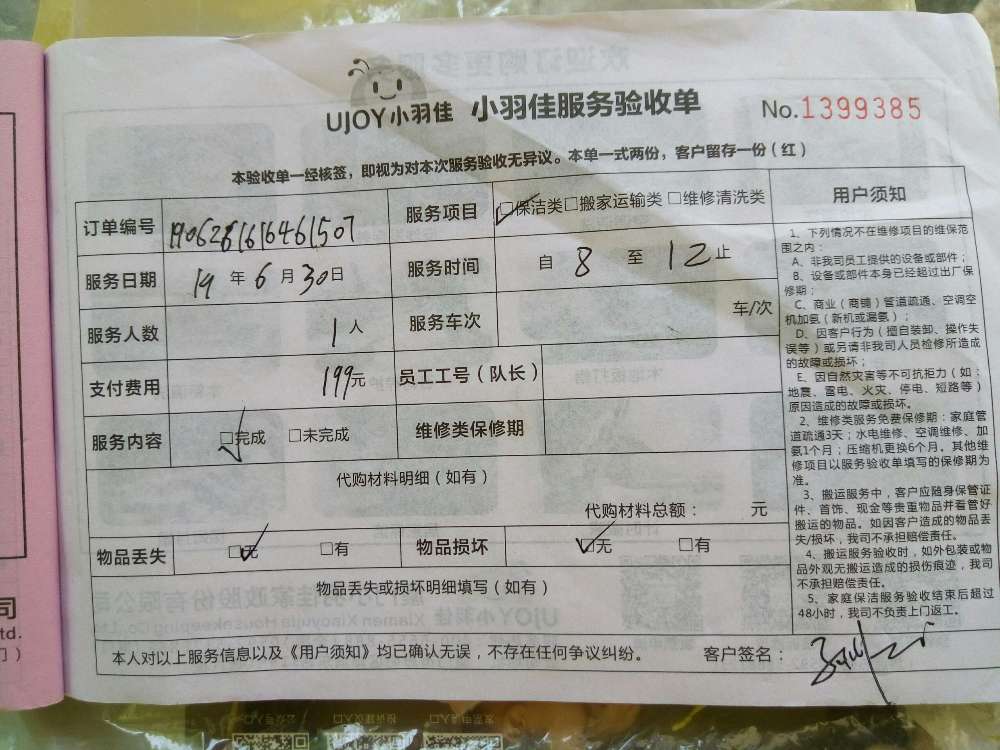 UJOY小羽佳 小羽佳服务验收单 No.1399385
本验收单一经核签，即视为对本次服务验收无异议。本单一式两份，客户留存一份（红）
订单编号 1906281616461507 服务项目 ☑保洁类□搬家运输类 □维修清洗类
服务日期 19 年 6 月 30 日 服务时间 自 8 至 12 止
服务人数 1 人 服务车次 车/次
支付费用 199元 员工工号（队长）
服务内容 ☑完成 □未完成 维修类保修期
代购材料明细（如有）
代购材料总额： 元
物品丢失 ☑无 □有 物品损坏 ☑无 □有
物品丢失或损坏明细填写（如有）
本人对以上服务信息以及《用户须知》均已确认无误，不存在任何争议纠纷。 客户签名：
用户须知
1、下列情况不在维修项目的维保范
围之内：
A、非我司员工提供的设备或部件；
B、设备或部件本身已经超过出厂保
修期；
C、商业（商铺）管道疏通、空调空
机加氨（新机或漏氨）；
D、因客户行为（擅自装卸、操作失
误等）或另请非我司人员检修所造成
的故障或损坏；
E、因自然灾害等不可抗拒力（如：
地震、雷电、火灾、停电、短路等）
原因造成的故障或损坏。
2、维修类服务免费保修期：家庭管
道疏通3天；水电维修、空调维修、加
氨1个月；压缩机更换6个月。其他维
修项目以服务验收单填写的保修期为
准。
3、搬运服务中，客户应随身保管证
件、首饰、现金等贵重物品并看管好
搬运的物品。如因客户造成的物品丢
失/损坏，我司不承担赔偿责任。
4、搬运服务验收时，如外包装或物
品外观无搬运造成的损伤痕迹，我司
不承担赔偿责任。
5、家庭保洁服务验收结束后超过
48小时，我司不负责上门返工。
司
td.
门）